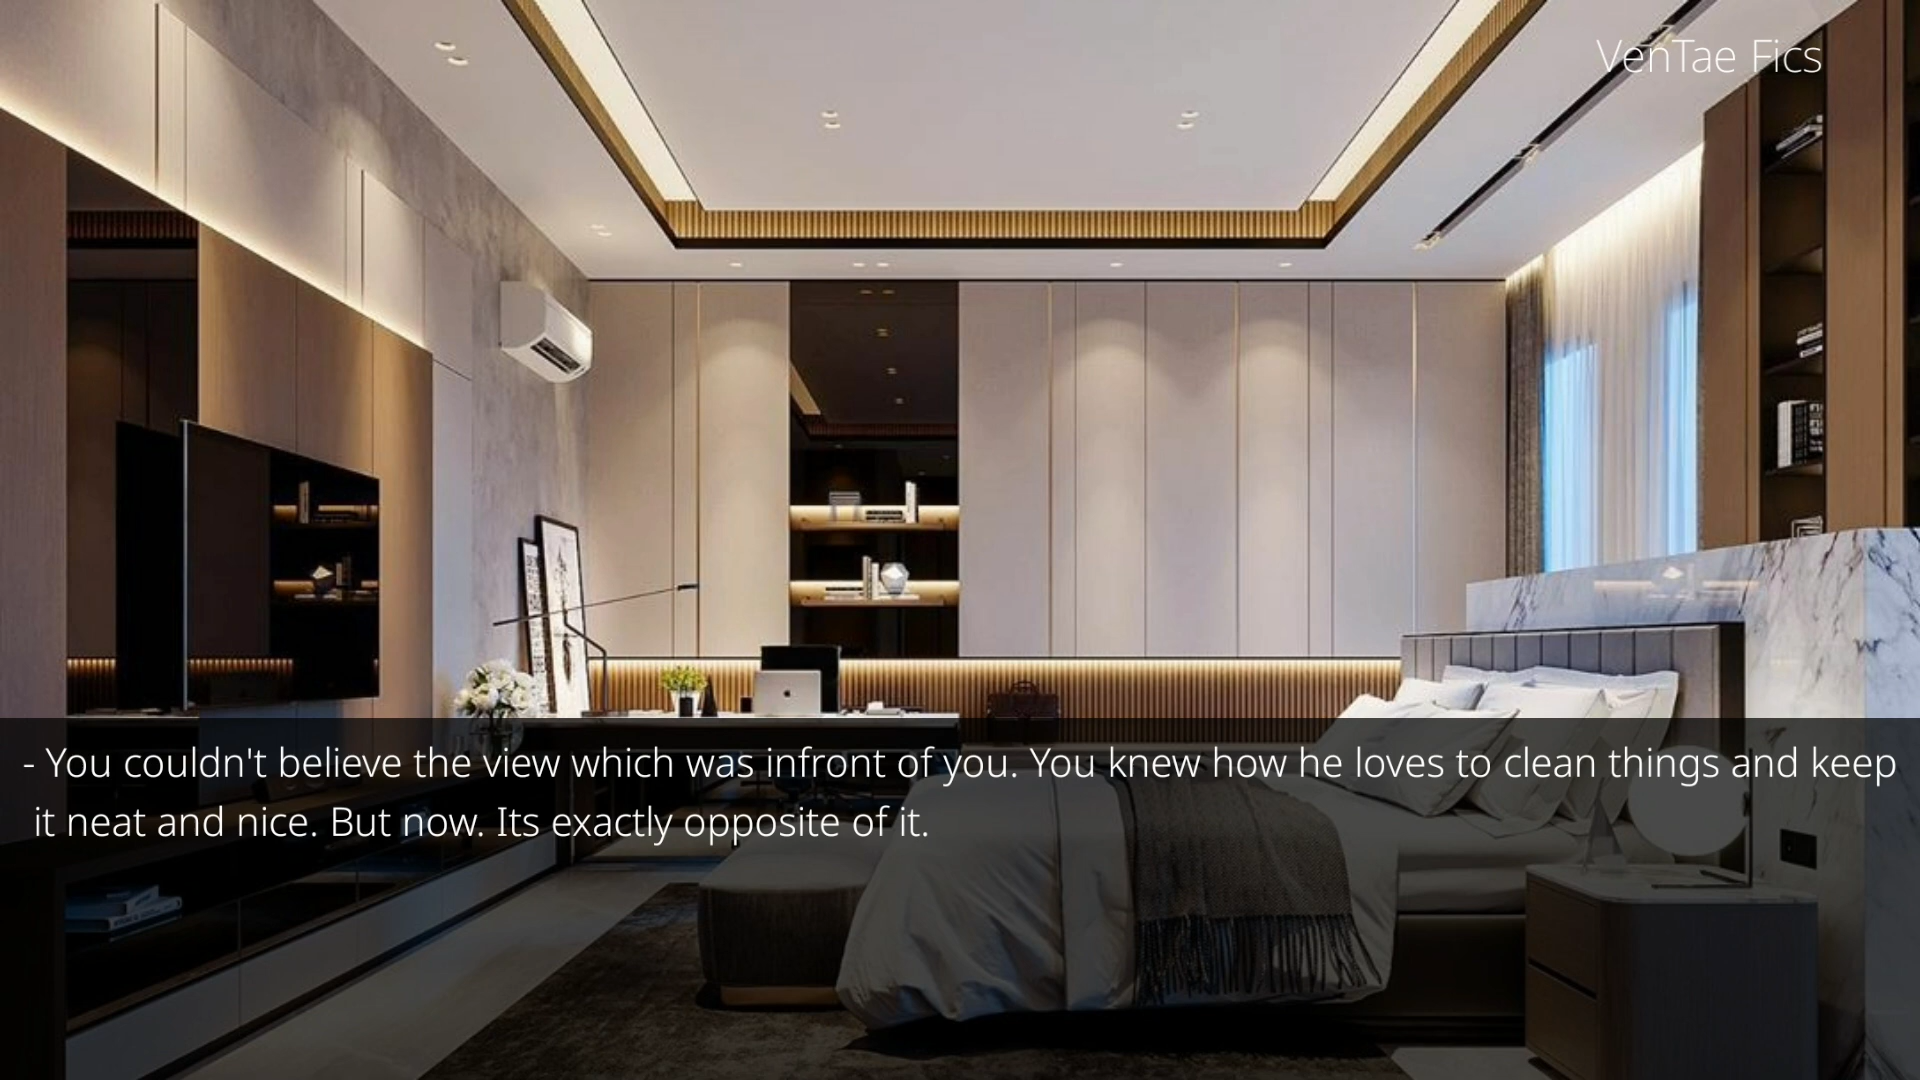 VenTae Fics
- You couldn't believe the view which was infront of you. You knew how he loves to clean things and keep
it neat and nice. But now. Its exactly opposite of it.